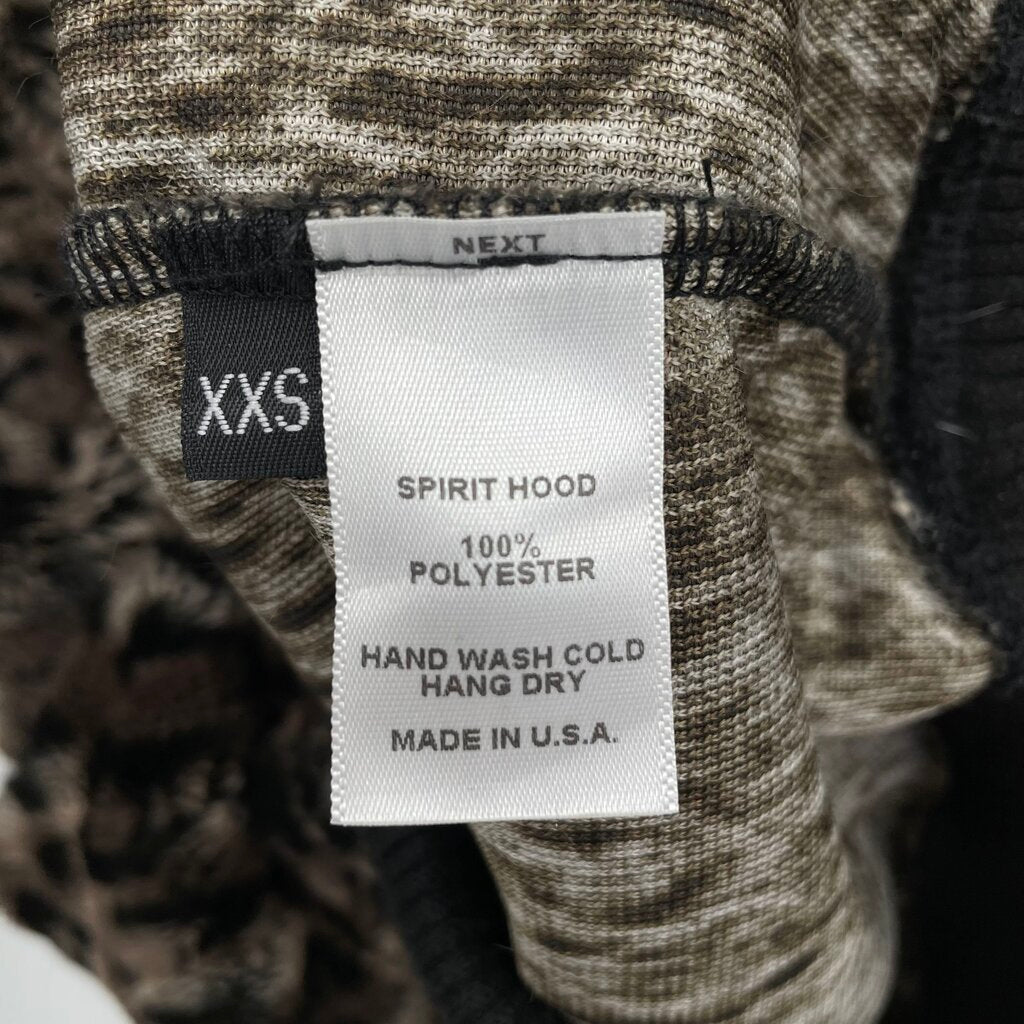 NEXT
XXS
SPIRIT HOOD
100%
POLYESTER
HAND WASH COLD
HANG DRY
MADE IN U.S.A.